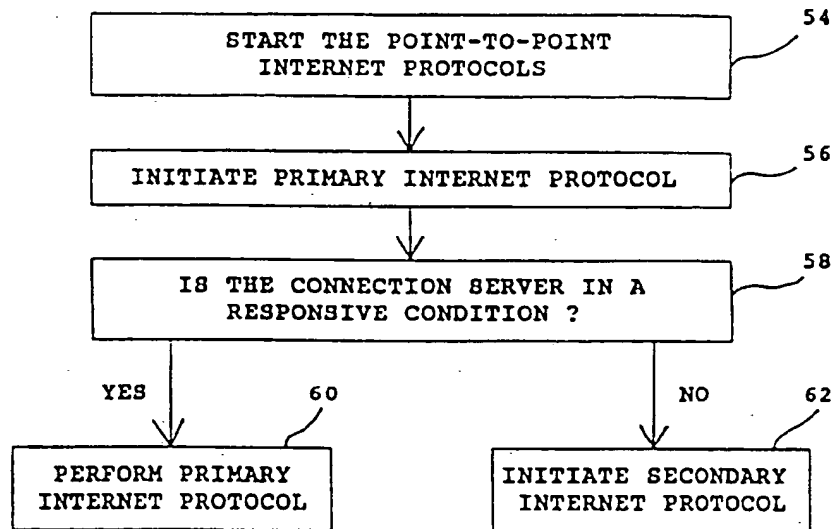 54
START THE POINT-TO-POINT
INTERNET PROTOCOLS
56
INITIATE PRIMARY INTERNET PROTOCOL
58
IS THE CONNECTION SERVER IN A
RESPONSIVE CONDITION ?
YES
60
NO
62
PERFORM PRIMARY
INTERNET PROTOCOL
INITIATE SECONDARY
INTERNET PROTOCOL